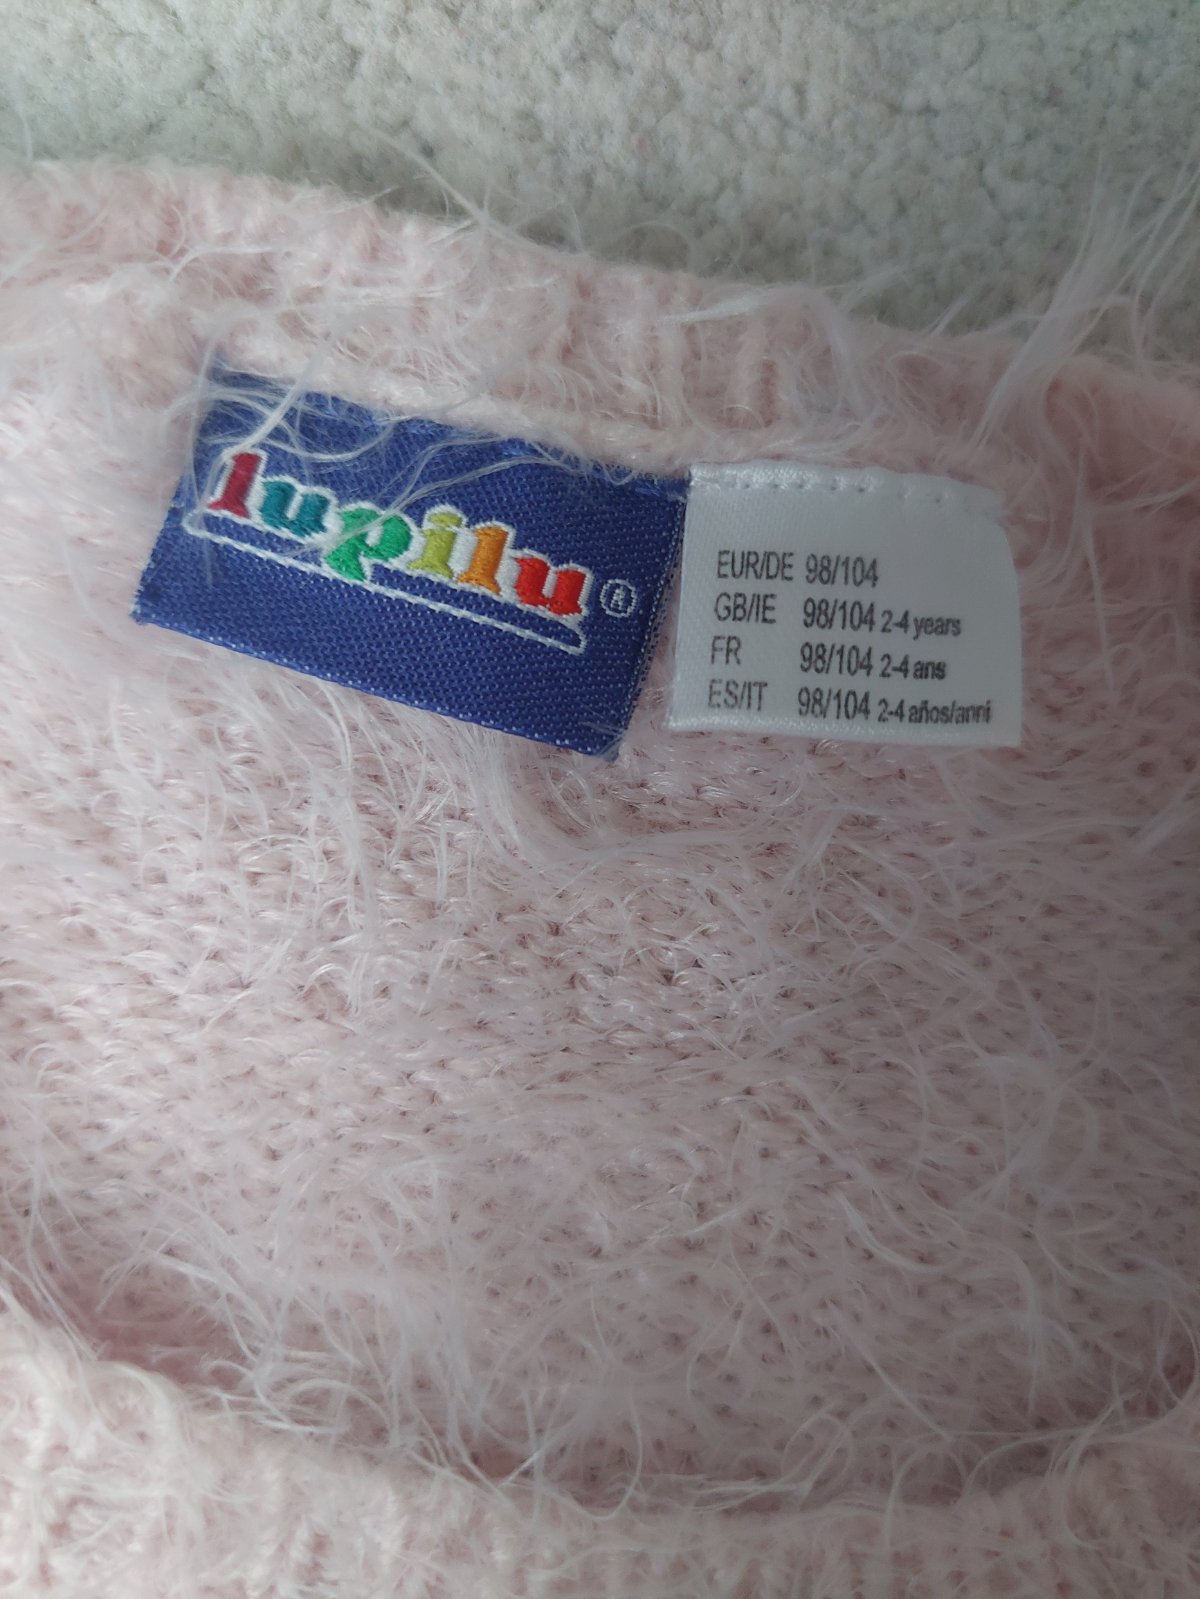 lupilu®
EUR/DE 98/104
GB/IE 98/104 2-4 years
FR 98/104 2-4 ans
ES/IT 98/104 2-4 años/anni